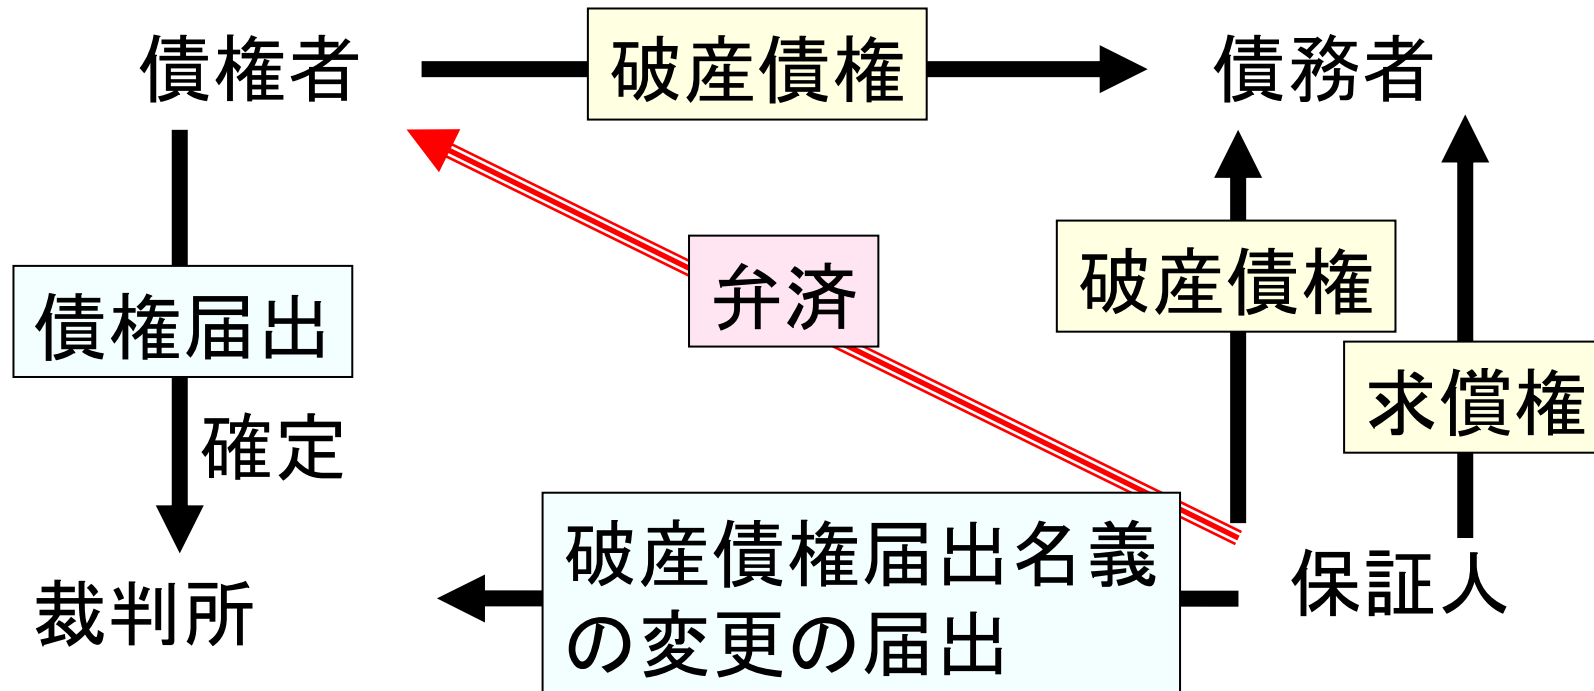 債権者
破産債権
債務者
弁済
破産債権
債権届出
求償権
確定
破産債権届出名義
の変更の届出
保証人
裁判所